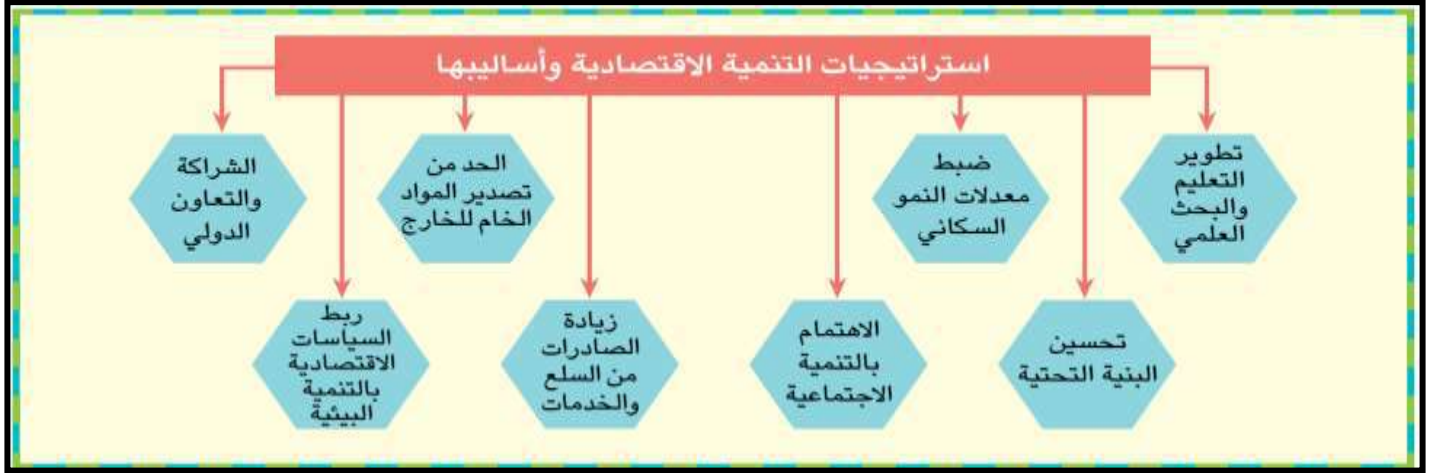 استراتيجيات التنمية الاقتصادية وأساليبها
تطوير
التعليم
والبحث
العلمي
تحسين
البنية التحتية
ضبط
معدلات النمو
السكاني
الاهتمام
بالتنمية
الاجتماعية
زيادة
الصادرات
من السلع
والخدمات
الحد من
تصدير المواد
الخام للخارج
ربط
السياسات
الاقتصادية
بالتنمية
البيئية
الشراكة
والتعاون
الدولي